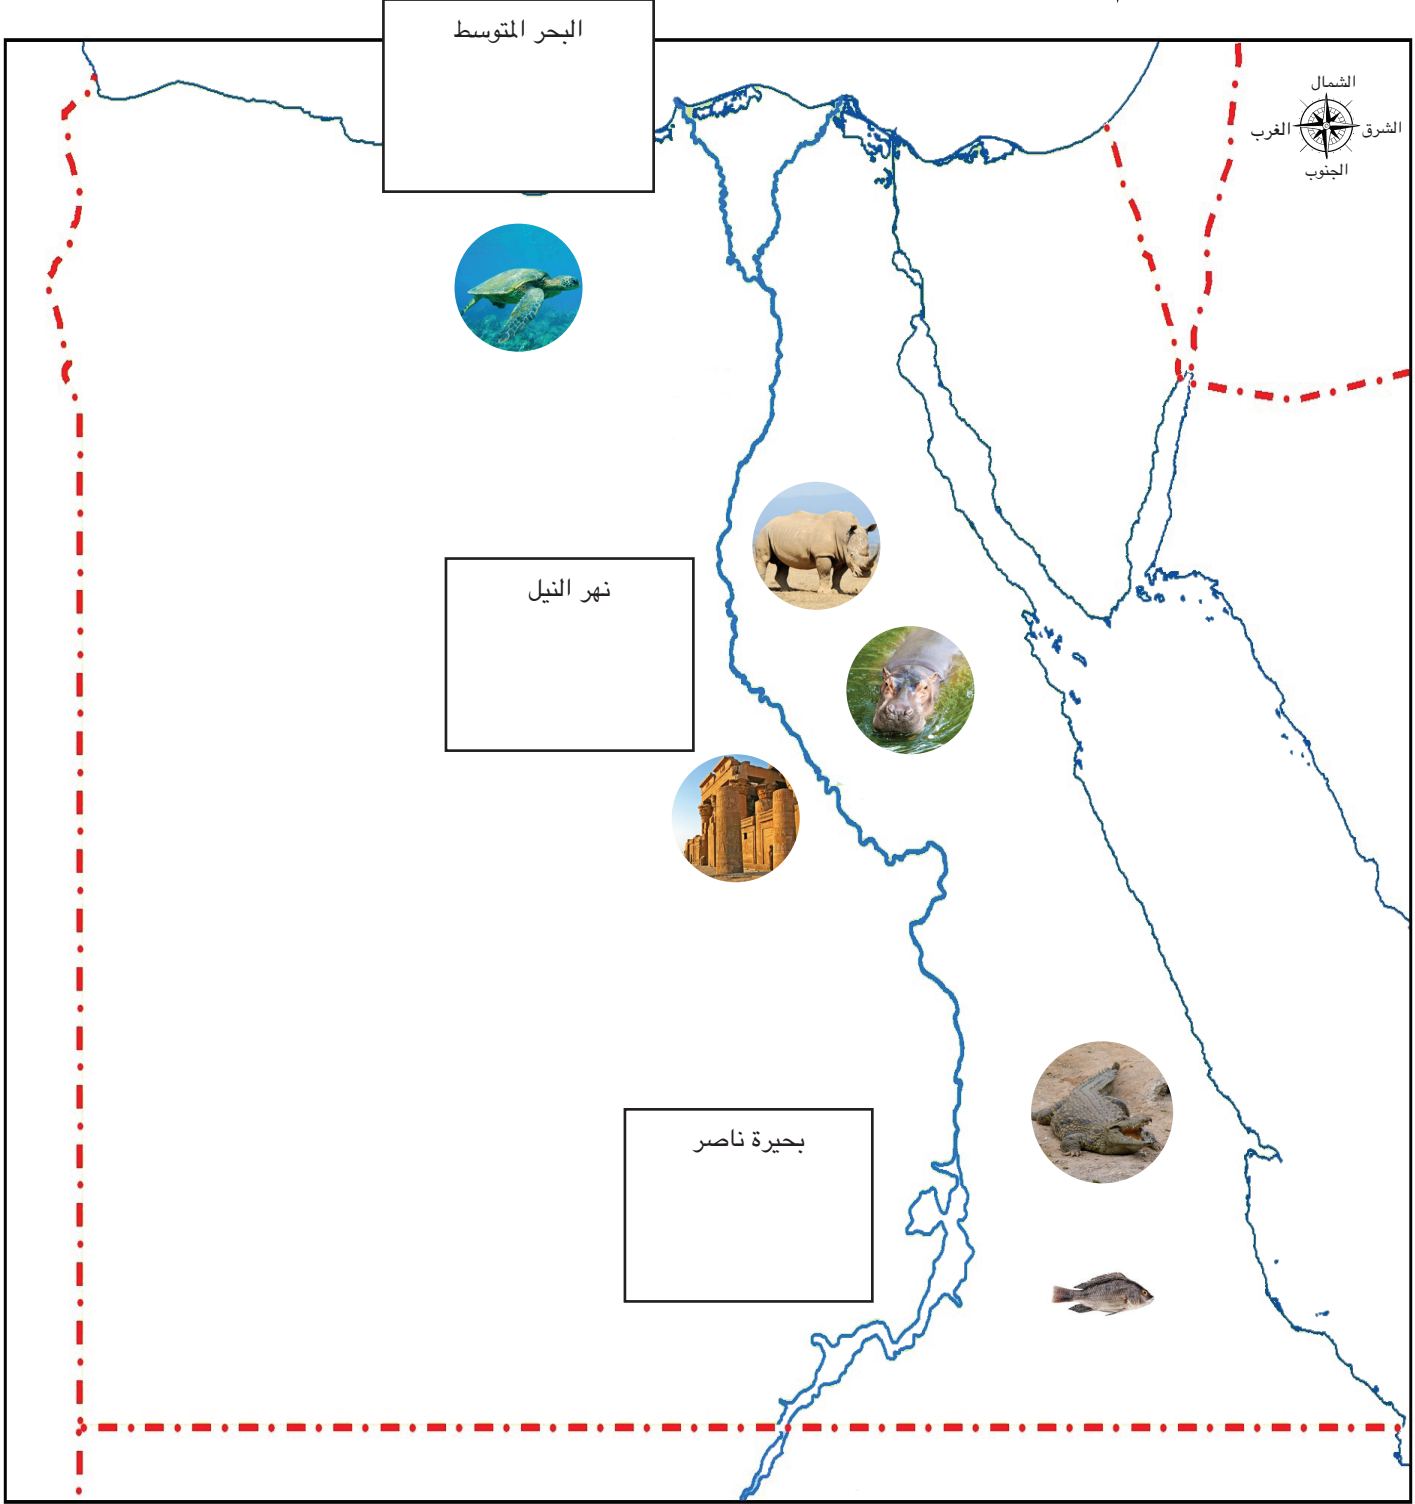 البحر المتوسط
الشمال
الشرق
الغرب
الجنوب
نهر النيل
بحيرة ناصر